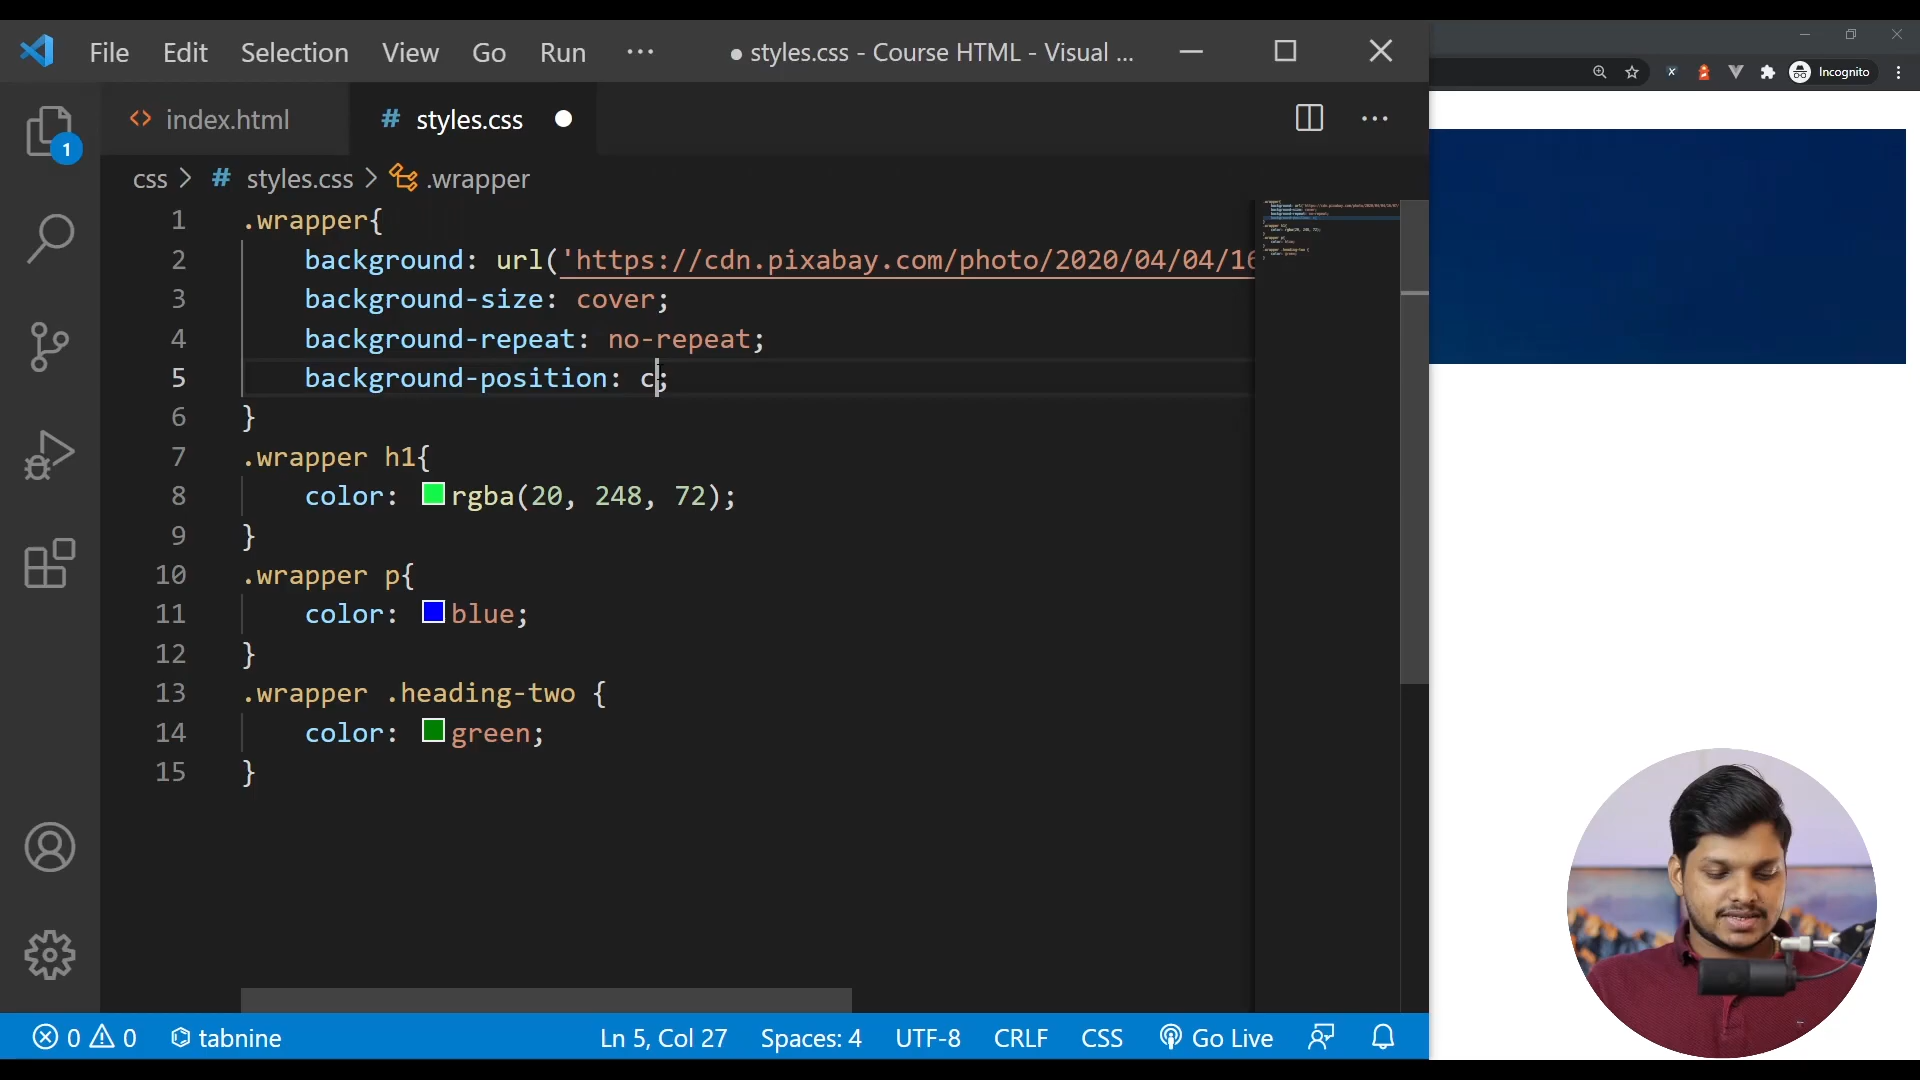 File Edit Selection View Go Run ··· ● styles.css - Course HTML - Visual ...
Incognito
1
<> index.html # styles.css
css > # styles.css > .wrapper
1 .wrapper{
2 background: url('https://cdn.pixabay.com/photo/2020/04/04/16
3 background-size: cover;
4 background-repeat: no-repeat;
5 background-position: c;
6 }
7 .wrapper h1{
8 color: rgba(20, 248, 72);
9 }
10 .wrapper p{
11 color: blue;
12 }
13 .wrapper .heading-two {
14 color: green;
15 }
0 0 tabnine Ln 5, Col 27 Spaces: 4 UTF-8 CRLF CSS Go Live